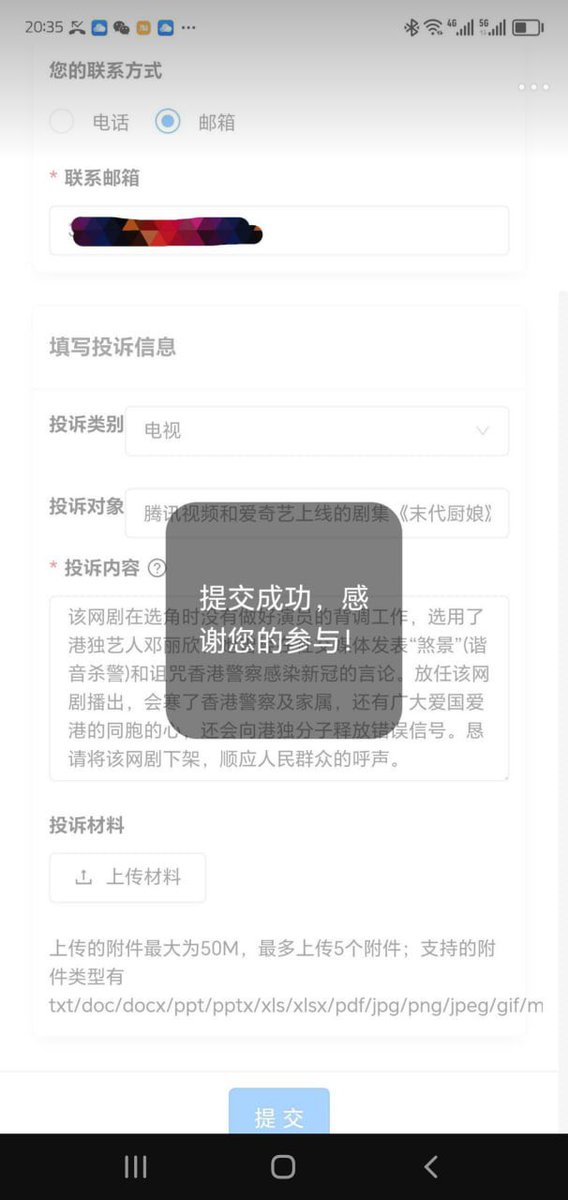 20:35
4G
5G
您的联系方式
电话
邮箱
* 联系邮箱
填写投诉信息
投诉类别
电视
投诉对象
腾讯视频和爱奇艺上线的剧集《末代厨娘》
* 投诉内容 ?
该网剧在选角时没有做好演员的背调工作，选用了
港独艺人邓丽欣
体发表“煞景”(谐
音杀警)和诅咒香港警察感染新冠的言论。放任该网
剧播出，会寒了香港警察及家属，还有广大爱国爱
港的同胞的心，还会向港独分子释放错误信号。恳
请将该网剧下架，顺应人民群众的呼声。
提交成功，感
谢您的参与!
投诉材料
上传材料
上传的附件最大为50M，最多上传5个附件；支持的附
件类型有
txt/doc/docx/ppt/pptx/xls/xlsx/pdf/jpg/png/jpeg/gif/m
提 交